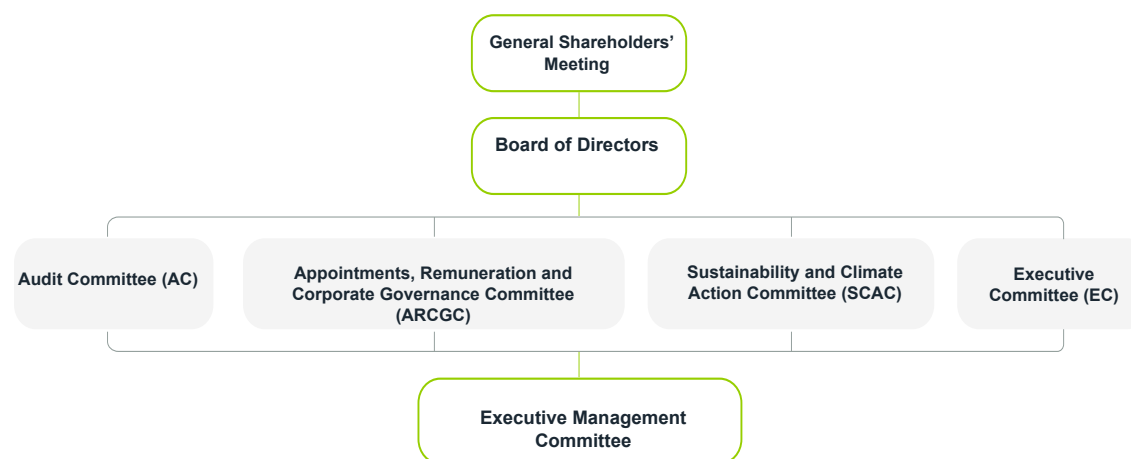 General Shareholders’
Meeting
Board of Directors
Audit Committee (AC)
Appointments, Remuneration and
Corporate Governance Committee
(ARCGC)
Sustainability and Climate
Action Committee (SCAC)
Executive
Committee (EC)
Executive Management
Committee